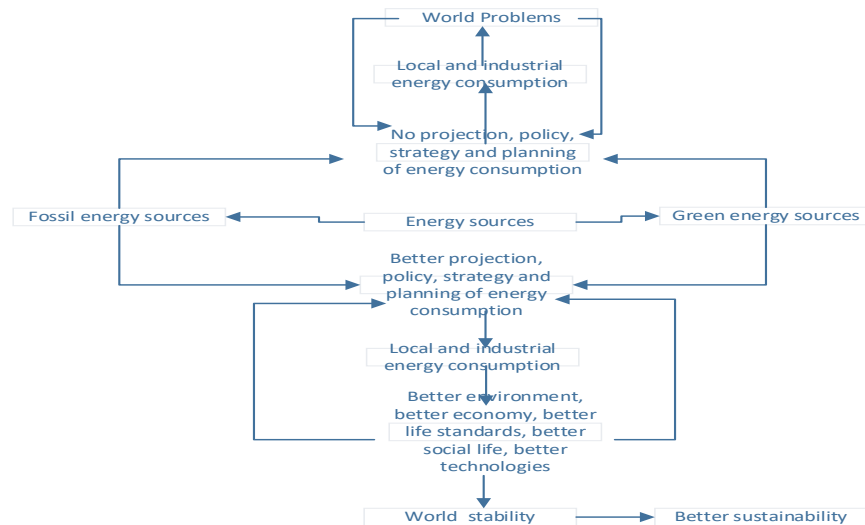 World Problems
Local and industrial
energy consumption
No projection, policy,
strategy and planning
of energy consumption
Fossil energy sources
Energy sources
Green energy sources
Better projection,
policy, strategy and
planning of energy
consumption
Local and industrial
energy consumption
Better environment,
better economy, better
life standards, better
social life, better
technologies
World stability
Better sustainability